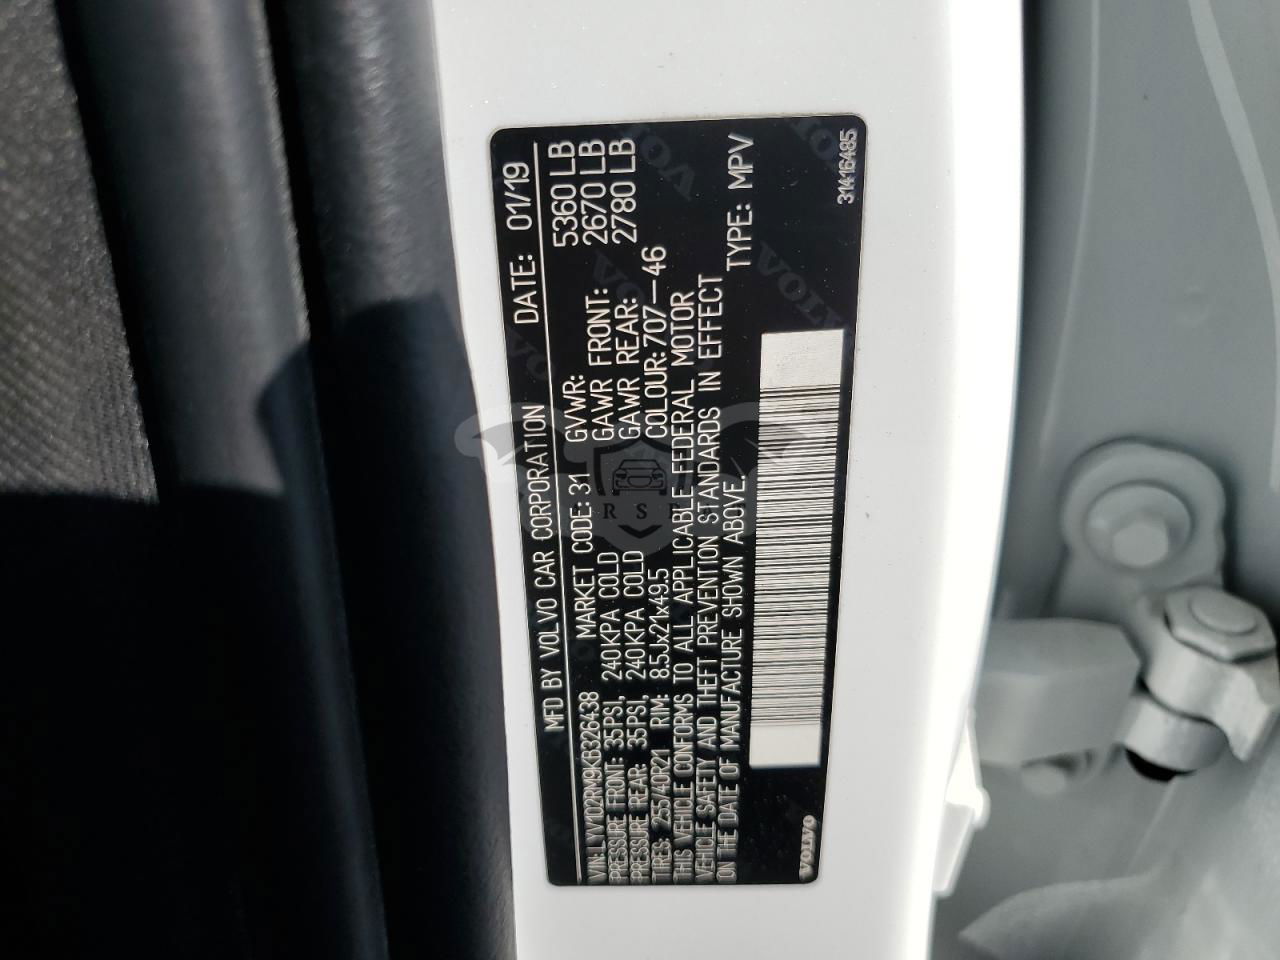 MFD BY VOLVO CAR CORPORATION DATE: 01/19
VIN: LYV102RM9KB326438 MARKET CODE: 31 GVWR: 5360 LB
PRESSURE FRONT: 35PSI, 240KPA COLD GAWR FRONT: 2670 LB
PRESSURE REAR: 35PSI, 240KPA COLD GAWR REAR: 2780 LB
TIRES: 255/40R21 RIM: 8.5Jx21x49.5 COLOUR: 707—46
THIS VEHICLE CONFORMS TO ALL APPLICABLE FEDERAL MOTOR
VEHICLE SAFETY AND THEFT PREVENTION STANDARDS IN EFFECT
ON THE DATE OF MANUFACTURE SHOWN ABOVE. TYPE: MPV
VOLVO 31416485